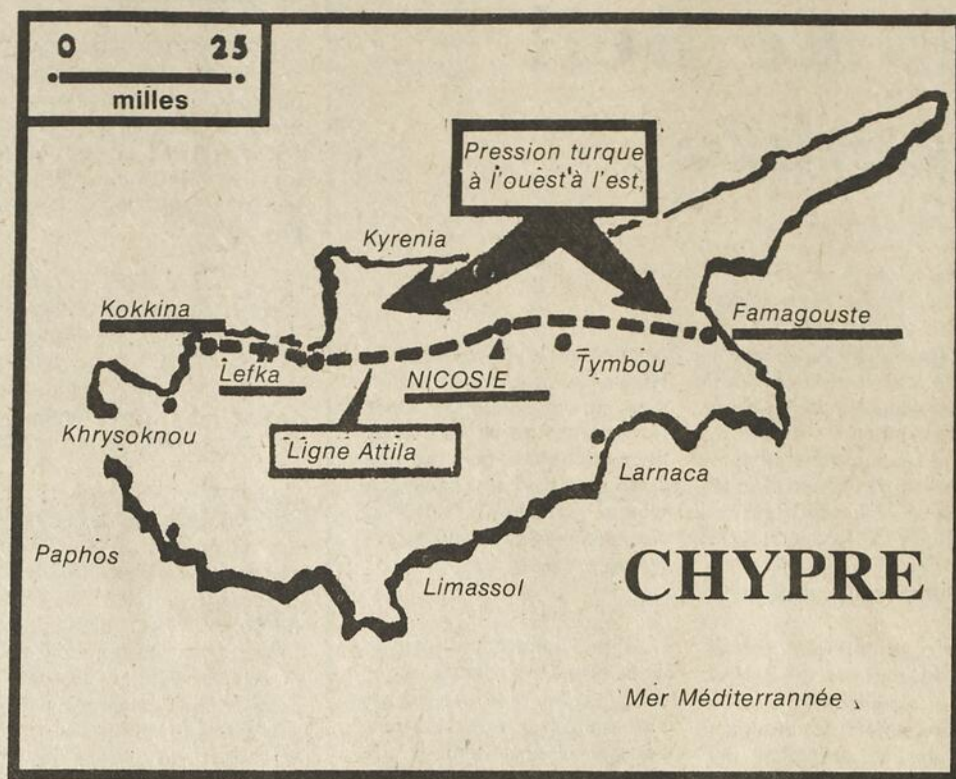 0 25
milles
Pression turque
à l'ouest à l'est,
Kyrenia
Kokkina
Famagouste
Lefka
NICOSIE
Tymbou
Khrysoknou
Ligne Attila
Larnaca
Paphos
Limassol
CHYPRE
Mer Méditerrannée